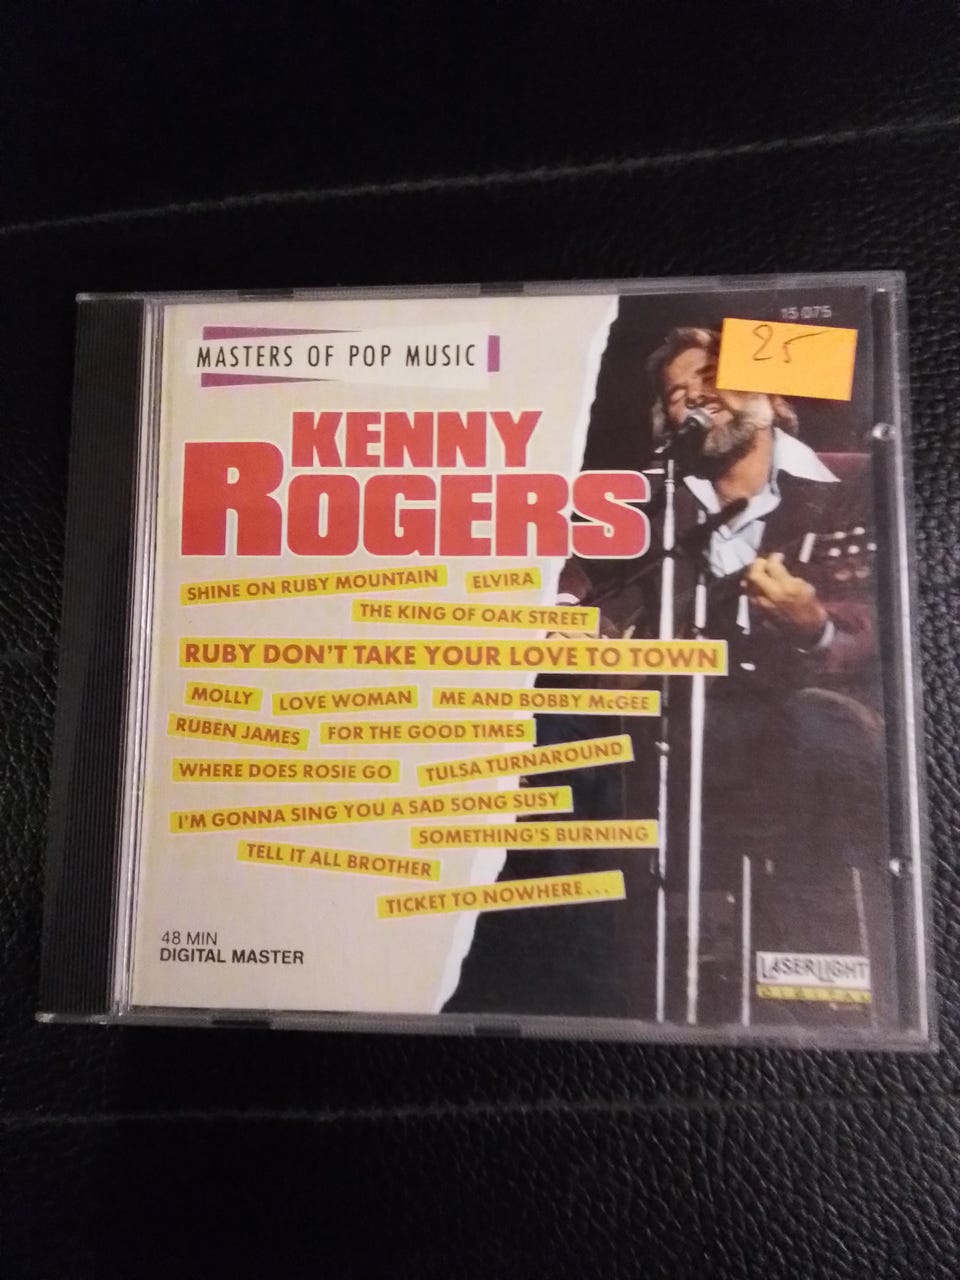 15 075
25
MASTERS OF POP MUSIC
KENNY
ROGERS
SHINE ON RUBY MOUNTAIN
ELVIRA
THE KING OF OAK STREET
RUBY DON'T TAKE YOUR LOVE TO TOWN
MOLLY
LOVE WOMAN
ME AND BOBBY McGEE
RUBEN JAMES
FOR THE GOOD TIMES
WHERE DOES ROSIE GO
TULSA TURNAROUND
I'M GONNA SING YOU A SAD SONG SUSY
SOMETHING'S BURNING
TELL IT ALL BROTHER
TICKET TO NOWHERE...
48 MIN
DIGITAL MASTER
LASERLIGHT
DIGITAL